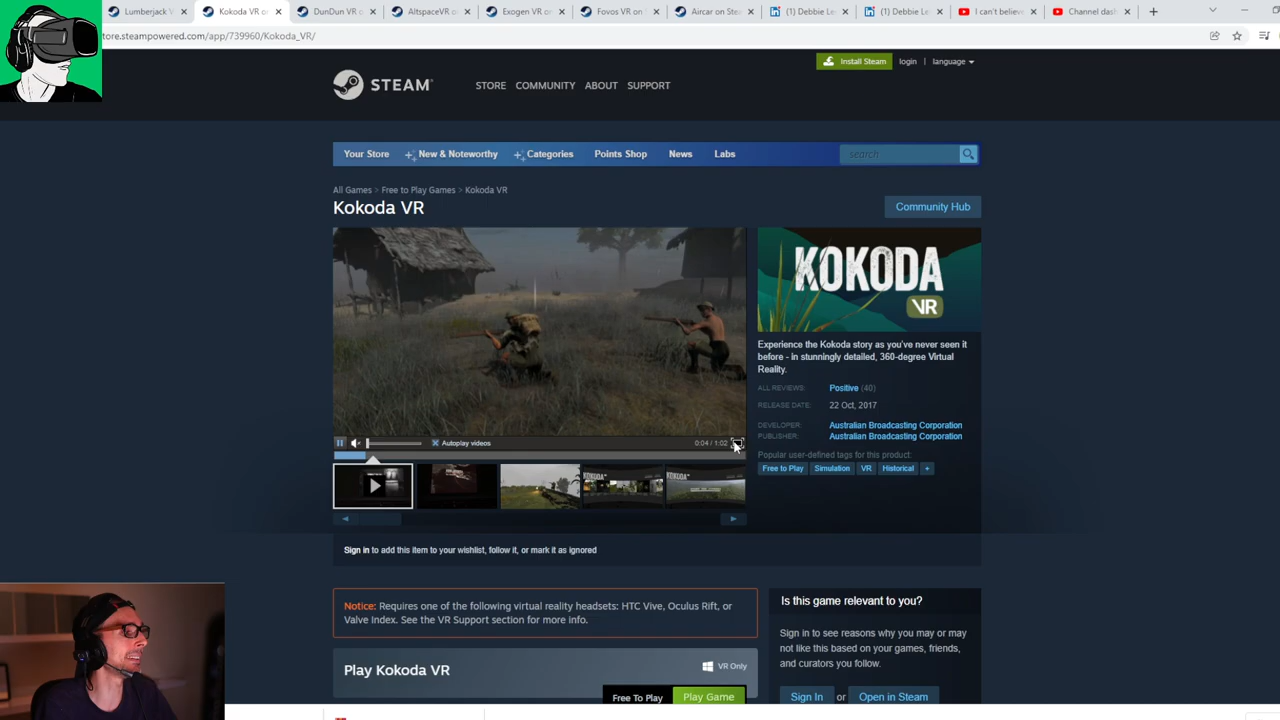 Lumberjack V
Kokoda VR o
DunDun VR o
AltspaceVR o
Exogen VR o
Fovos VR on
Aircar on Stea
(1) Debbie Le
(1) Debbie Le
I can't believe
Channel dash
tore.steampowered.com/app/739960/Kokoda_VR/
Install Steam
login
language
STEAM
STORE
COMMUNITY
ABOUT
SUPPORT
Your Store
New & Noteworthy
Categories
Points Shop
News
Labs
search
All Games > Free to Play Games > Kokoda VR
Kokoda VR
Community Hub
KOKODA
VR
Experience the Kokoda story as you've never seen it
before - in stunningly detailed, 360-degree Virtual
Reality.
ALL REVIEWS: Positive (40)
RELEASE DATE: 22 Oct, 2017
DEVELOPER: Australian Broadcasting Corporation
PUBLISHER: Australian Broadcasting Corporation
Popular user-defined tags for this product:
Free to Play Simulation VR Historical +
Autoplay videos
0:04 / 1:02
Sign in to add this item to your wishlist, follow it, or mark it as ignored
Notice: Requires one of the following virtual reality headsets: HTC Vive, Oculus Rift, or
Valve Index. See the VR Support section for more info.
Is this game relevant to you?
Sign in to see reasons why you may or may
not like this based on your games, friends,
and curators you follow.
Sign In or Open in Steam
Play Kokoda VR
VR Only
Free To Play
Play Game